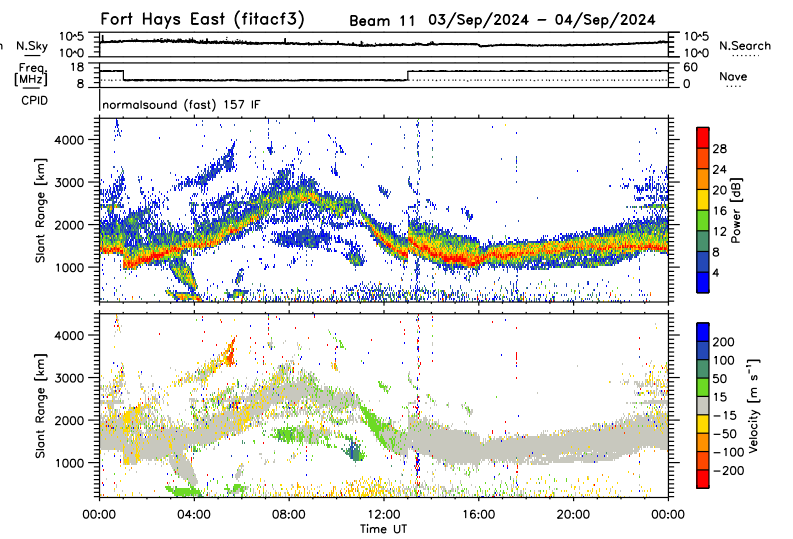 Fort Hays East (fitacf3) Beam 11 03/Sep/2024 - 04/Sep/2024
N.Sky 10^5 10^0 10^5 10^0 N.Search
Freq. [MHz] 18 8 60 0 Nave
CPID normalsound (fast) 157 IF
Slant Range [km]
4000
3000
2000
1000
28
24
20
16
12
8
4
Power [dB]
Slant Range [km]
4000
3000
2000
1000
200
100
50
15
-15
-50
-100
-200
Velocity [m s⁻¹]
00:00 04:00 08:00 12:00 16:00 20:00 00:00
Time UT